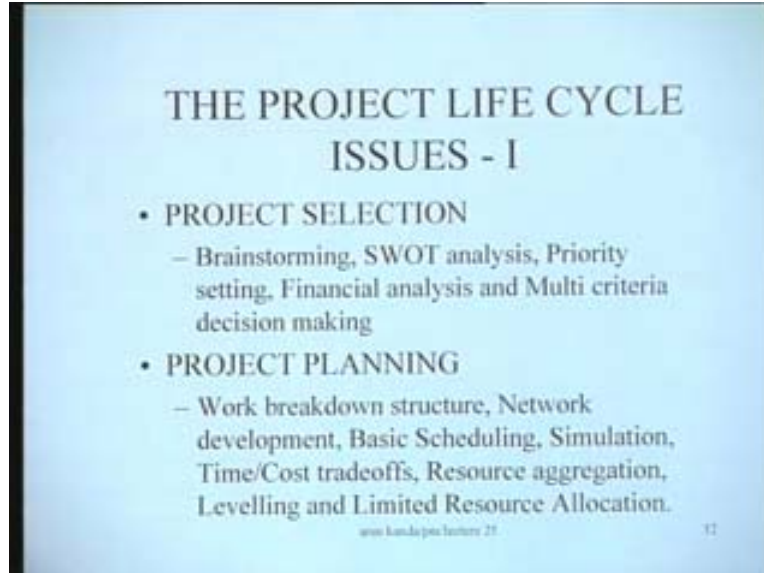 THE PROJECT LIFE CYCLE
ISSUES - I
• PROJECT SELECTION
– Brainstorming, SWOT analysis, Priority
setting, Financial analysis and Multi criteria
decision making
• PROJECT PLANNING
– Work breakdown structure, Network
development, Basic Scheduling, Simulation,
Time/Cost tradeoffs, Resource aggregation,
Levelling and Limited Resource Allocation.
lecture 25